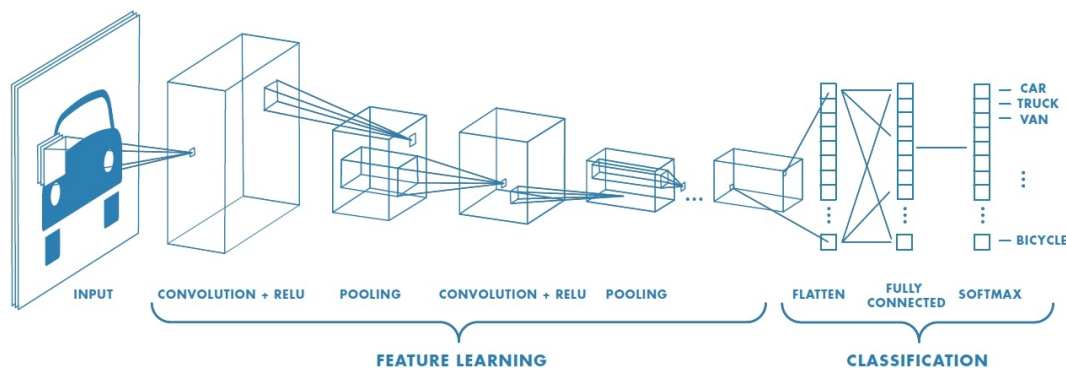 CAR
TRUCK
VAN
BICYCLE
INPUT
CONVOLUTION + RELU
POOLING
CONVOLUTION + RELU
POOLING
FLATTEN
FULLY
CONNECTED
SOFTMAX
FEATURE LEARNING
CLASSIFICATION